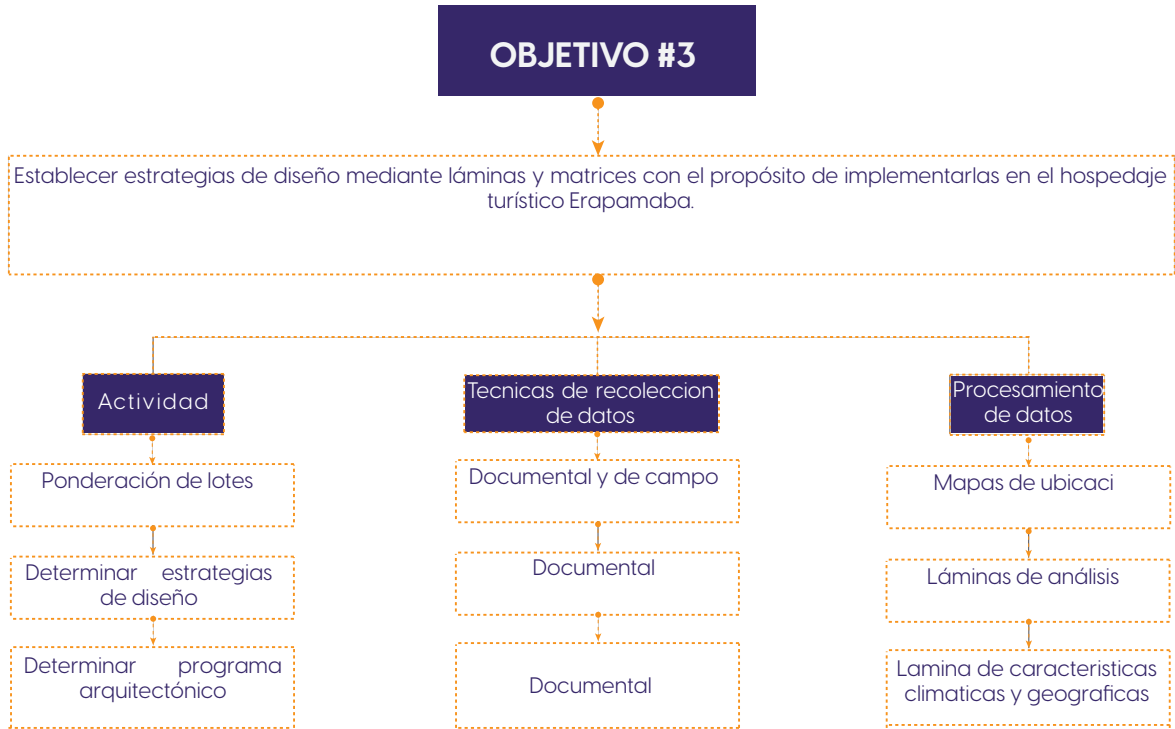 OBJETIVO #3
Establecer estrategias de diseño mediante láminas y matrices con el propósito de implementarlas en el hospedaje
turístico Erapamaba.
Actividad
Ponderación de lotes
Determinar estrategias
de diseño
Determinar programa
arquitectónico
Tecnicas de recoleccion
de datos
Documental y de campo
Documental
Documental
Procesamiento
de datos
Mapas de ubicaci
Láminas de análisis
Lamina de caracteristicas
climaticas y geograficas